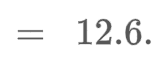 = 12.6.